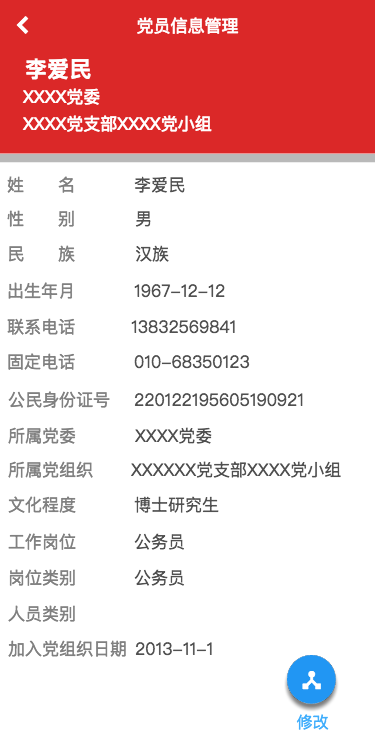 党员信息管理
李爱民
XXXX党委
XXXX党支部XXXX党小组
姓 名 李爱民
性 别 男
民 族 汉族
出生年月 1967-12-12
联系电话 13832569841
固定电话 010-68350123
公民身份证号 220122195605190921
所属党委 XXXX党委
所属党组织 XXXXXX党支部XXXX党小组
文化程度 博士研究生
工作岗位 公务员
岗位类别 公务员
人员类别
加入党组织日期 2013-11-1
修改